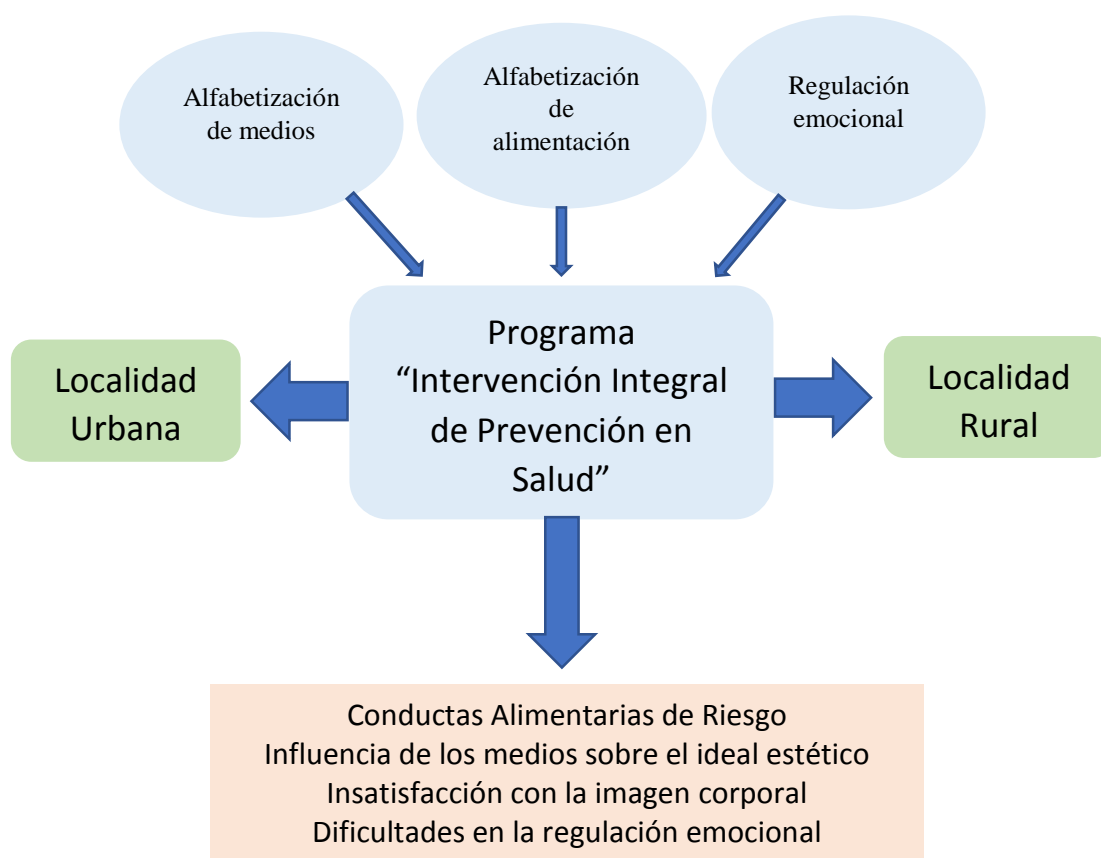 Alfabetización
de medios
Alfabetización
de
alimentación
Regulación
emocional
Programa
“Intervención Integral
de Prevención en
Salud”
Localidad
Urbana
Localidad
Rural
Conductas Alimentarias de Riesgo
Influencia de los medios sobre el ideal estético
Insatisfacción con la imagen corporal
Dificultades en la regulación emocional